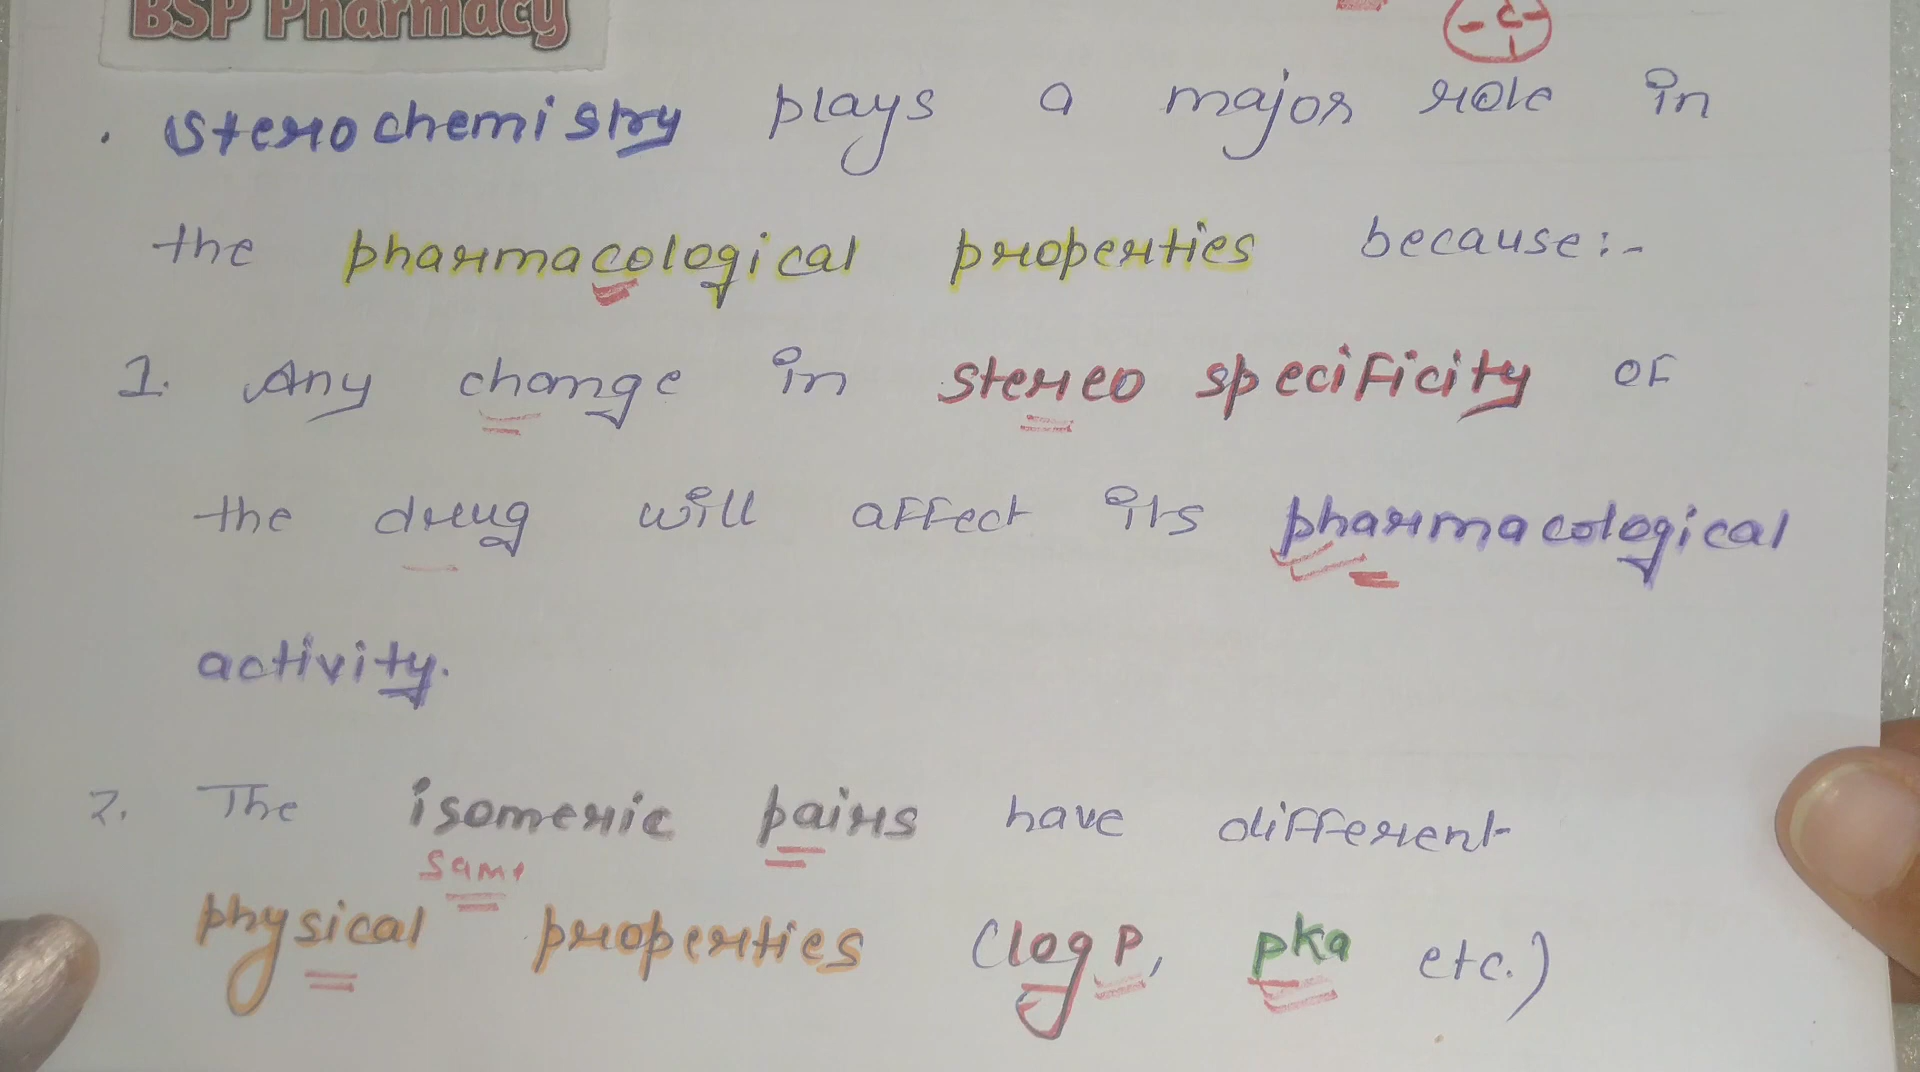 BSP Pharmacy
-C-
. Stereochemistry plays a major role in
the pharmacological properties because:-
1. Any change in stereo specificity of
the drug will affect its pharmacological
activity.
2. The isomeric pairs have different
same
physical properties (log P, pka etc.)